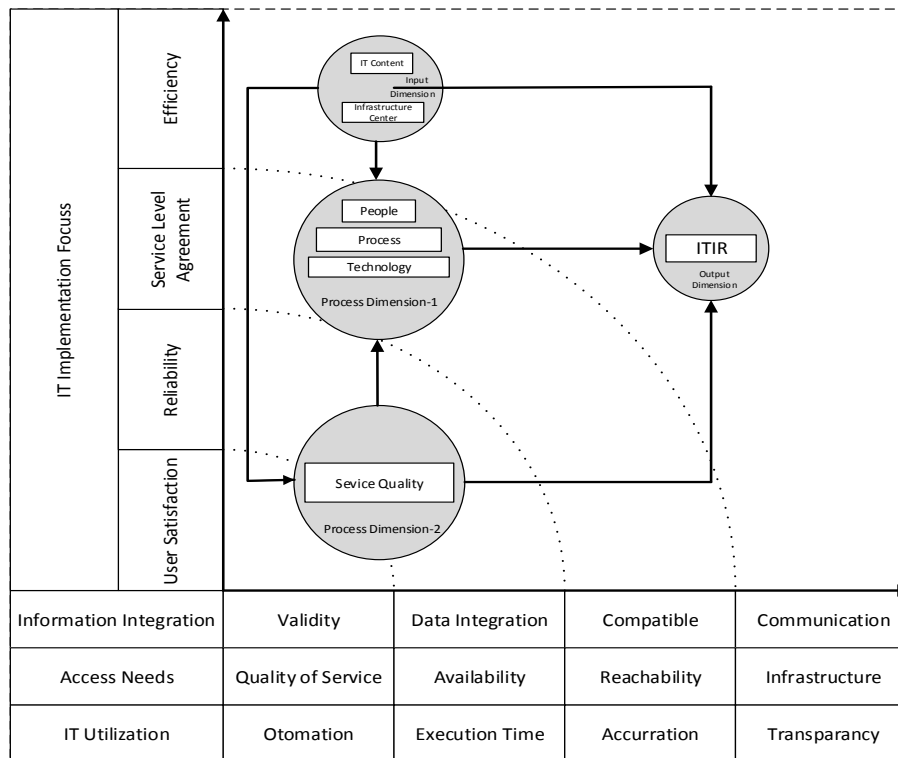 IT Implementation Focuss
Efficiency
Service Level
Agreement
Reliability
User Satisfaction
IT Content
Input
Dimension
Infrastructure
Center
People
Process
Technology
Process Dimension-1
ITIR
Output
Dimension
Sevice Quality
Process Dimension-2
Information Integration Validity Data Integration Compatible Communication
Access Needs Quality of Service Availability Reachability Infrastructure
IT Utilization Otomation Execution Time Accurration Transparancy